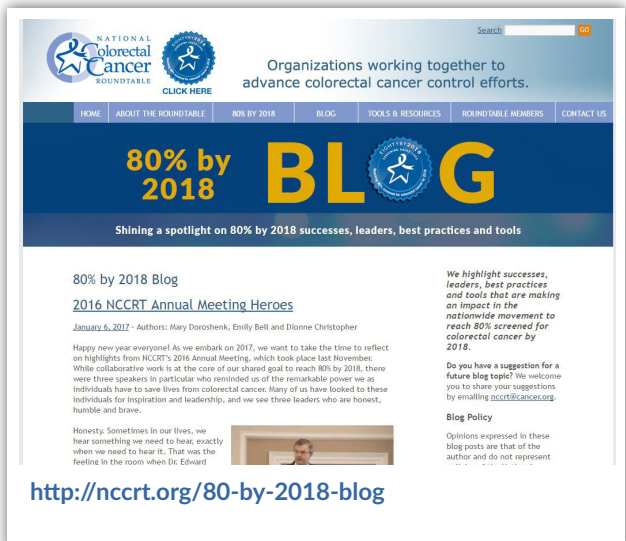 NATIONAL
Colorectal
Cancer
ROUNDTABLE
EIGHTYBY2018
CLICK HERE
Search
GO
Organizations working together to
advance colorectal cancer control efforts.
HOME ABOUT THE ROUNDTABLE 80% BY 2018 BLOG TOOLS & RESOURCES ROUNDTABLE MEMBERS CONTACT US
80% by
2018
BLOG
EIGHTYBY2018
Shining a spotlight on 80% by 2018 successes, leaders, best practices and tools
80% by 2018 Blog
2016 NCCRT Annual Meeting Heroes
January 6, 2017 - Authors: Mary Doroshenk, Emily Bell and Dionne Christopher
Happy new year everyone! As we embark on 2017, we want to take the time to reflect
on highlights from NCCRT's 2016 Annual Meeting, which took place last November.
While collaborative work is at the core of our shared goal to reach 80% by 2018, there
were three speakers in particular who reminded us of the remarkable power we as
individuals have to save lives from colorectal cancer. Many of us have looked to these
individuals for inspiration and leadership, and we see three leaders who are honest,
humble and brave.
Honesty. Sometimes in our lives, we
hear something we need to hear, exactly
when we need to hear it. That was the
feeling in the room when Dr. Edward
We highlight successes,
leaders, best practices
and tools that are making
an impact in the
nationwide movement to
reach 80% screened for
colorectal cancer by
2018.
Do you have a suggestion for a
future blog topic? We welcome
you to share your suggestions
by emailing nccrt@cancer.org.
Blog Policy
Opinions expressed in these
blog posts are that of the
author and do not represent
http://nccrt.org/80-by-2018-blog